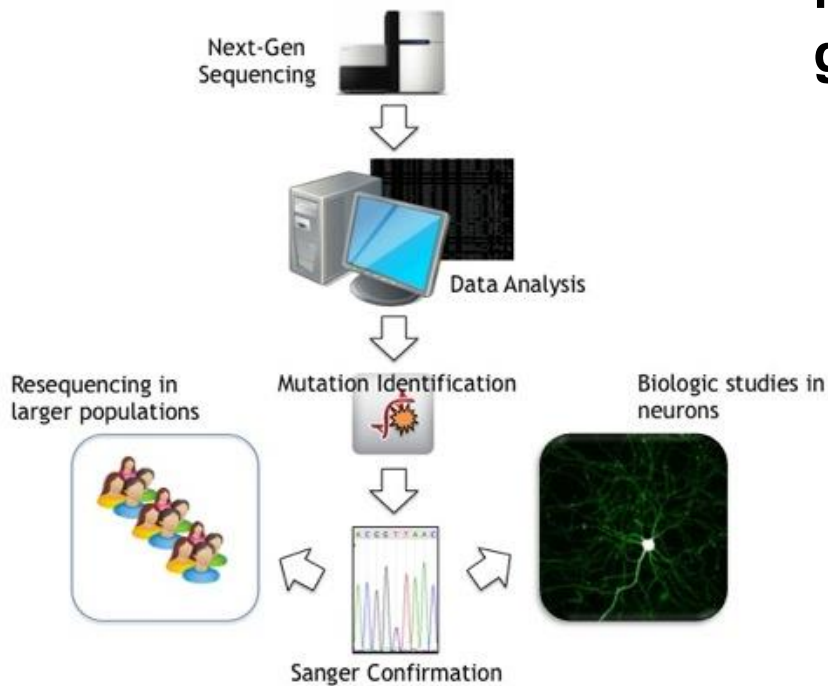 Next-Gen
Sequencing
g
Data Analysis
Mutation Identification
Resequencing in
larger populations
Biologic studies in
neurons
A C G G T T A A C
Sanger Confirmation